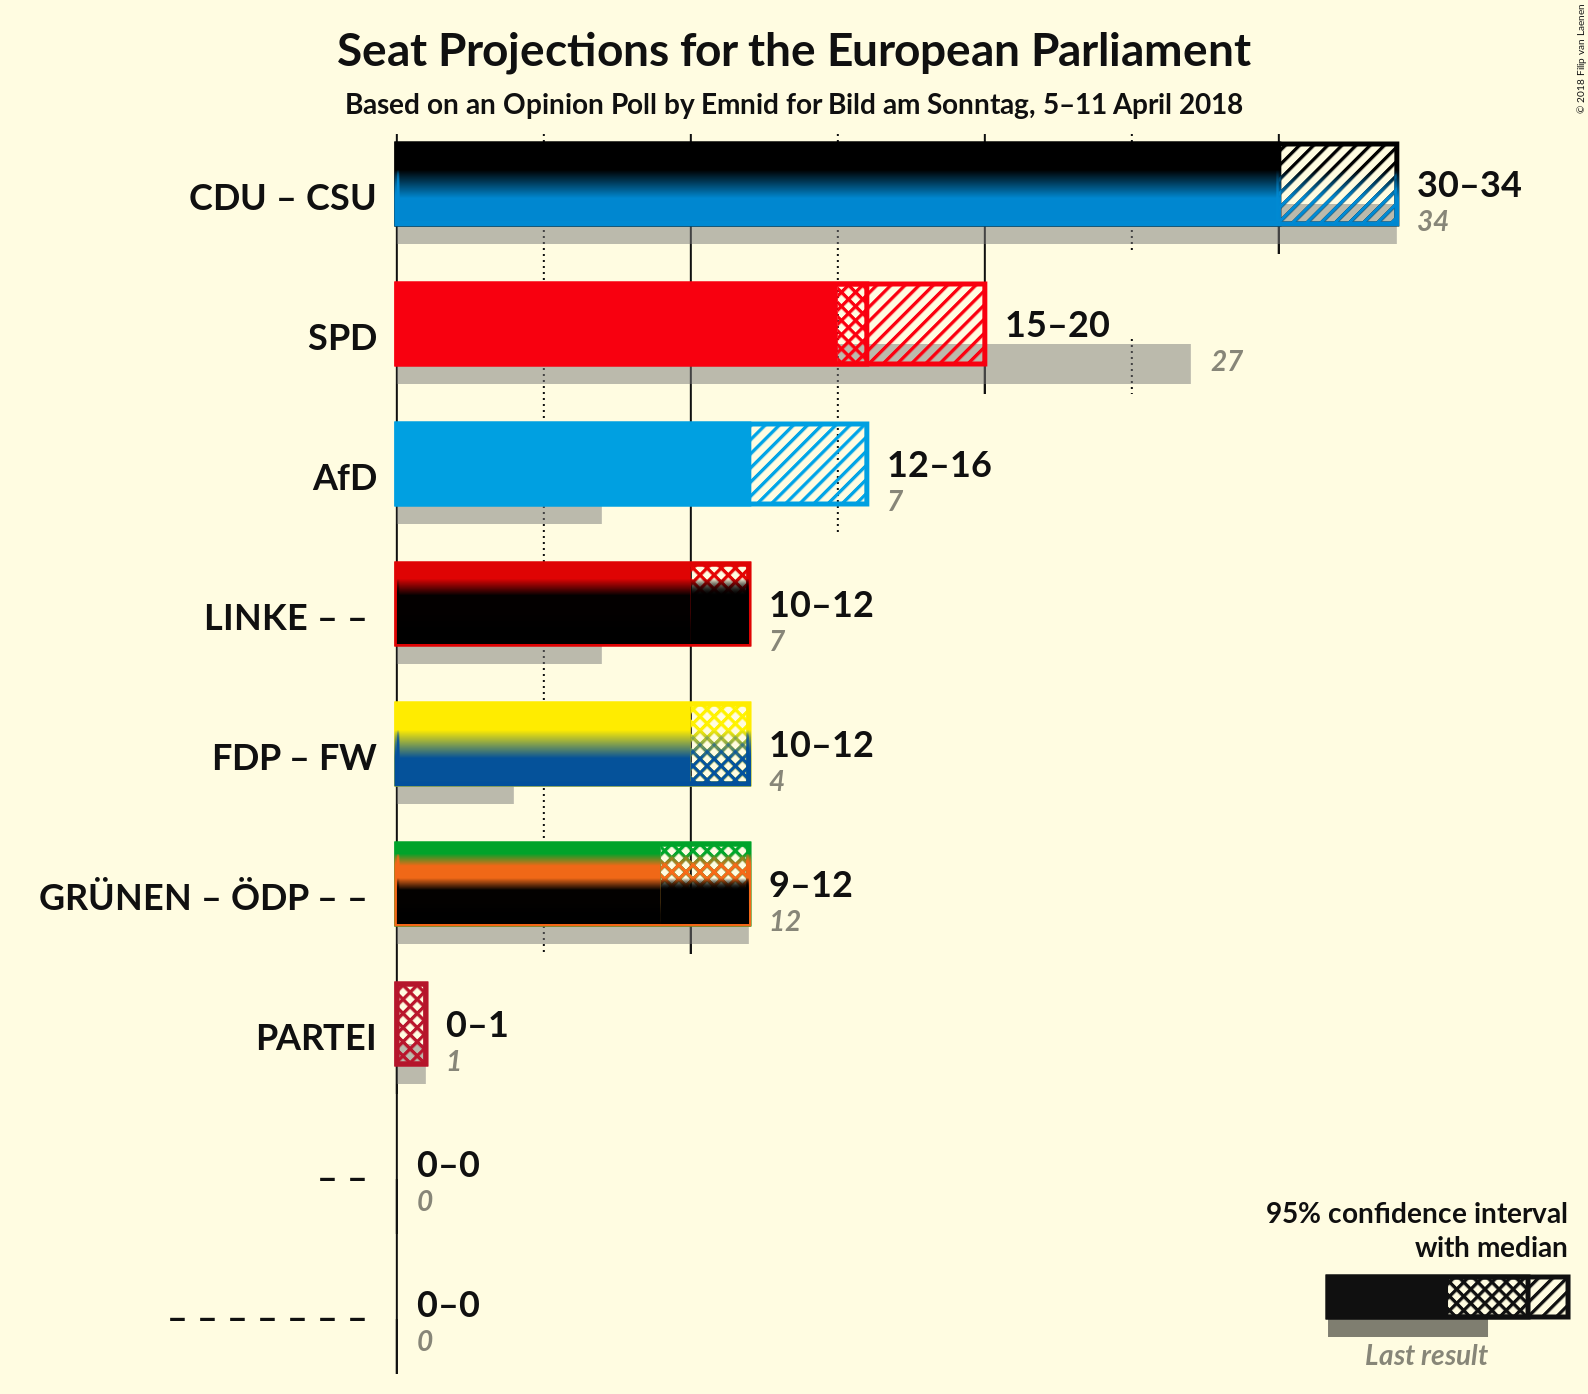 Seat Projections for the European Parliament
Based on an Opinion Poll by Emnid for Bild am Sonntag, 5–11 April 2018
© 2018 Filip van Laenen
CDU – CSU
30–34
34
SPD
15–20
27
AfD
12–16
7
LINKE – –
10–12
7
FDP – FW
10–12
4
GRÜNEN – ÖDP – –
9–12
12
PARTEI
0–1
1
– –
0–0
0
– – – – – – –
0–0
0
95% confidence interval
with median
Last result